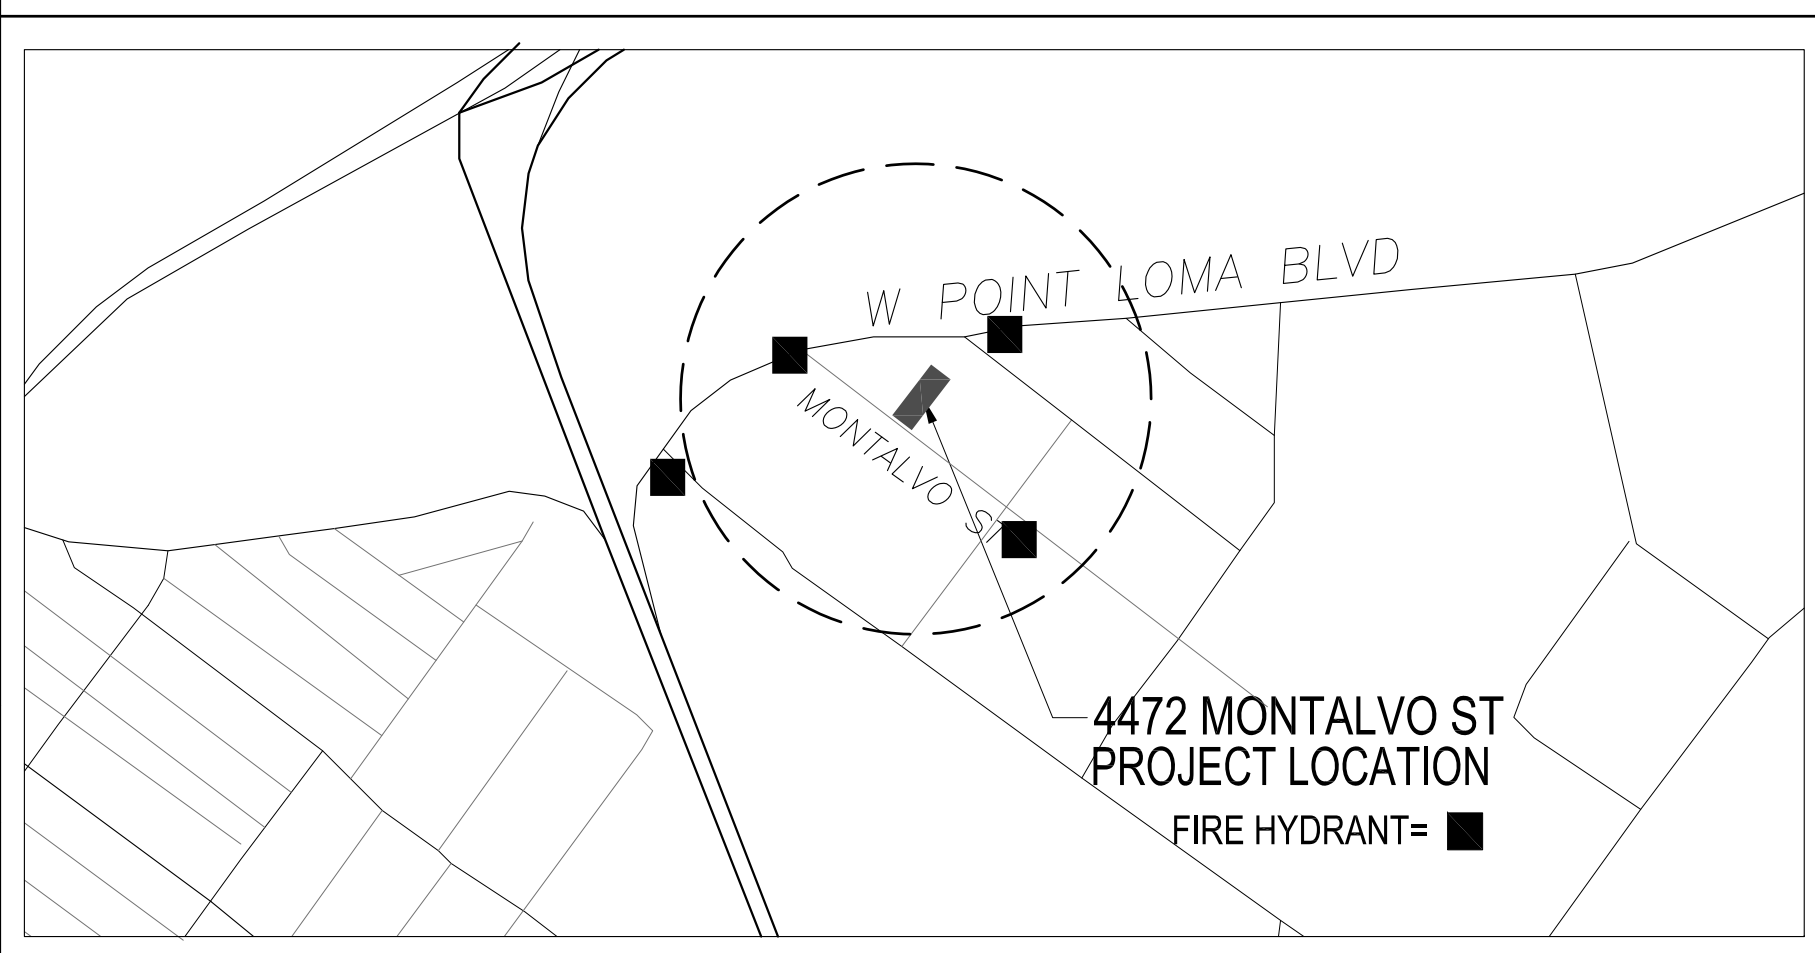 W POINT LOMA BLVD
MONTALVO ST
4472 MONTALVO ST
PROJECT LOCATION
FIRE HYDRANT=